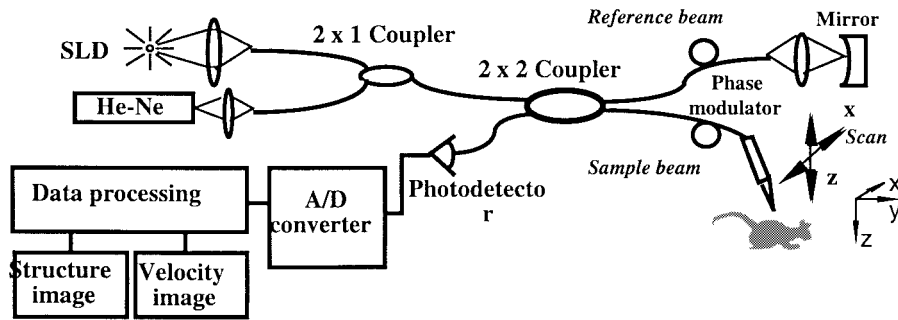 Reference beam
Mirror
SLD
2 x 1 Coupler
2 x 2 Coupler
He-Ne
Phase
modulator
x
Scan
z
Sample beam
Photodetecto
r
Data processing
A/D
converter
Structure
image
Velocity
image
x
y
z